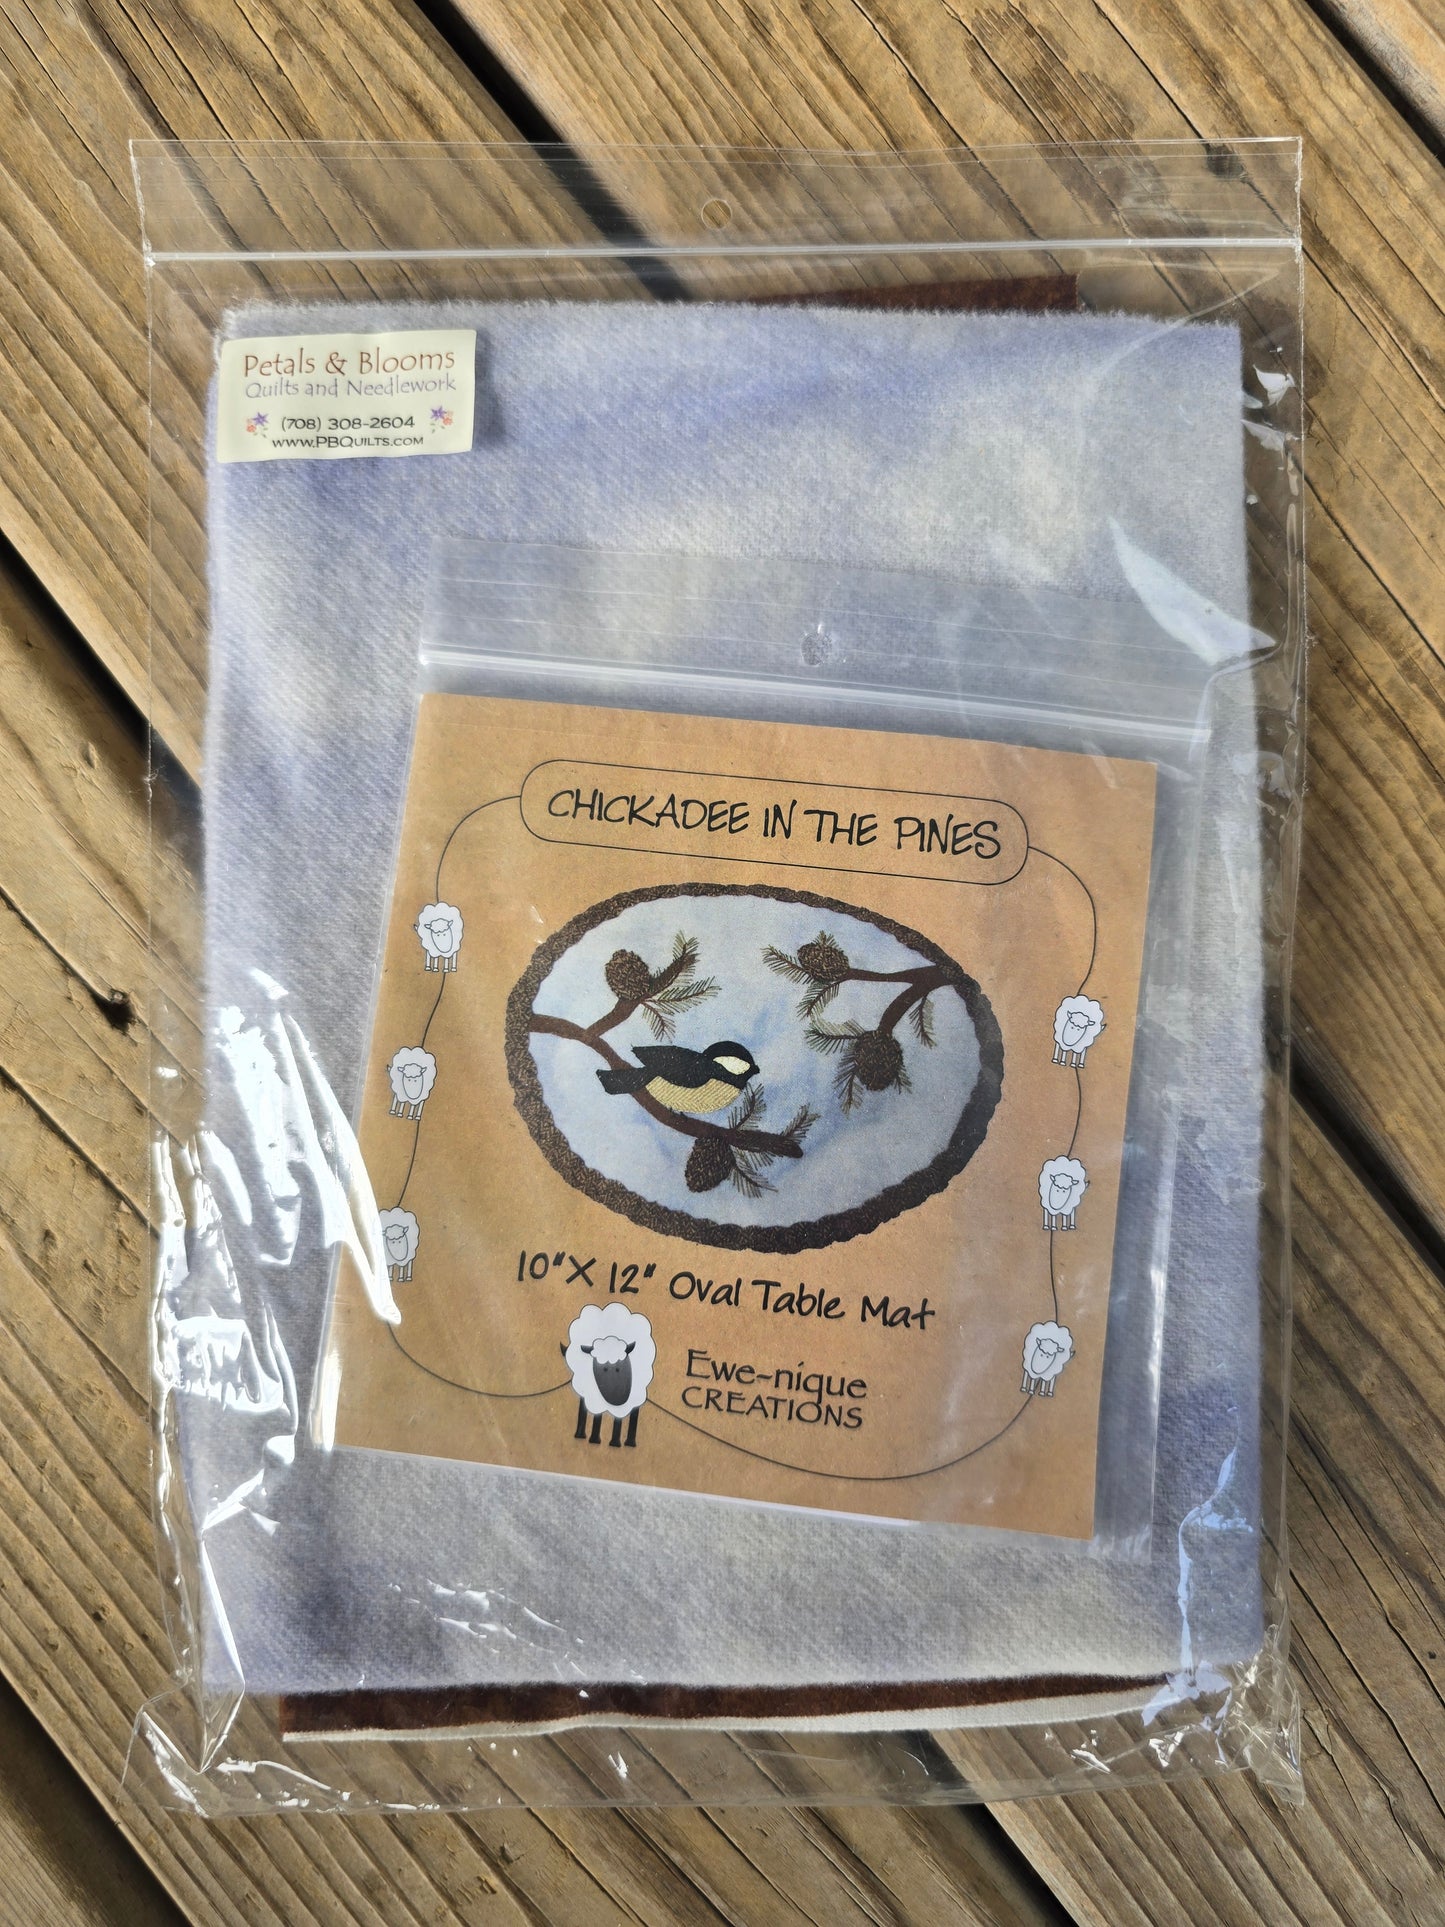 Petals & Blooms
Quilts and Needlework
(708) 308-2604
www.PBQuilts.com
CHICKADEE IN THE PINES
10" X 12" Oval Table Mat
Ewe-nique
CREATIONS